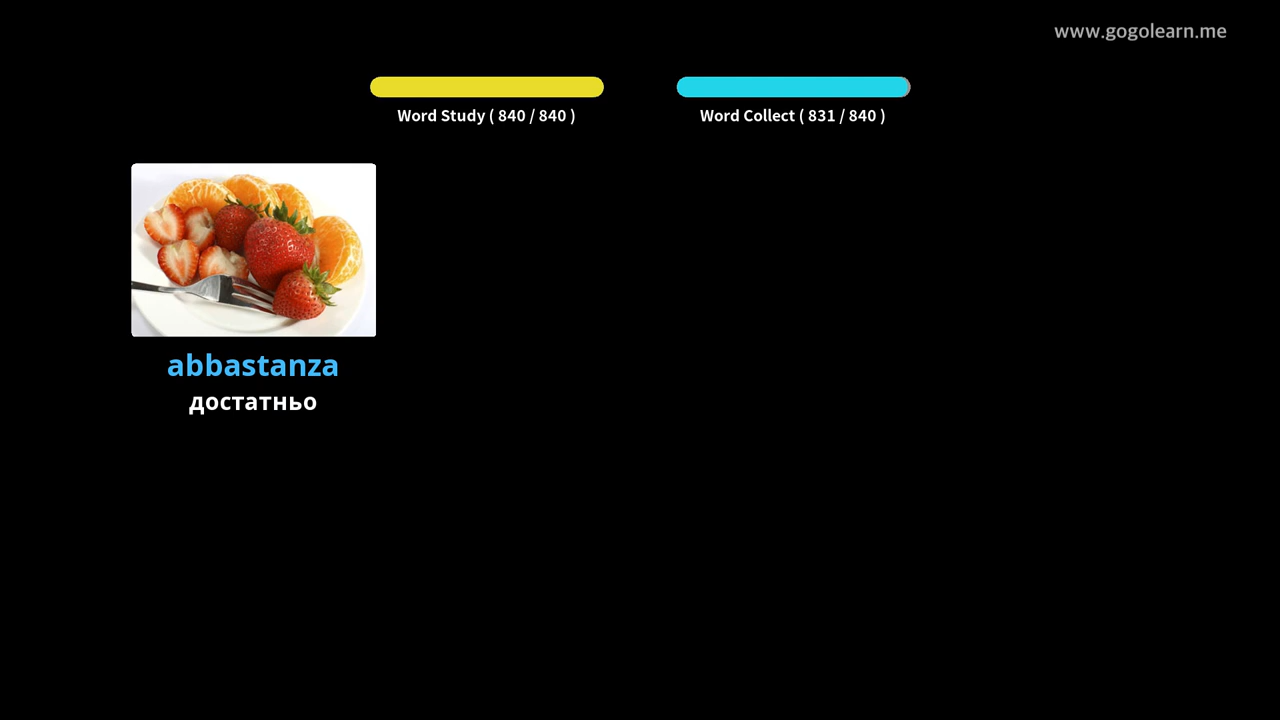 www.gogolearn.me
Word Study ( 840 / 840 )
Word Collect ( 831 / 840 )
abbastanza
достатньо